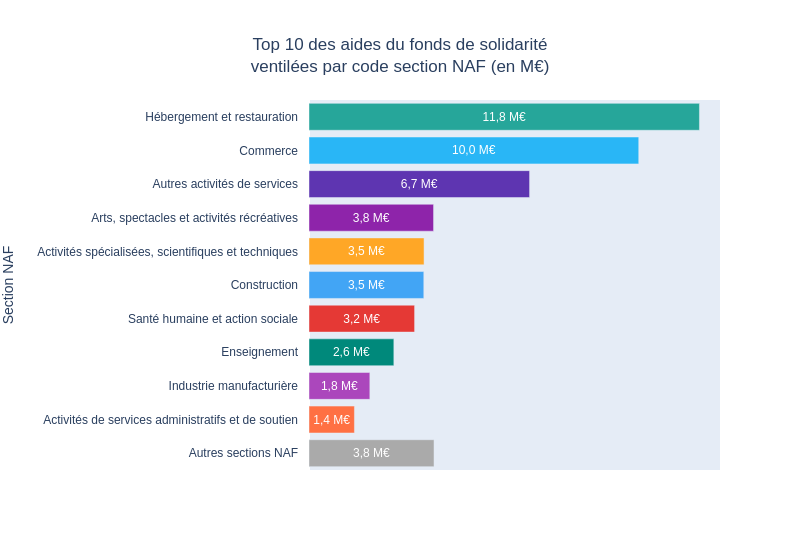 Top 10 des aides du fonds de solidarité
ventilées par code section NAF (en M€)
Section NAF
Hébergement et restauration 11,8 M€
Commerce 10,0 M€
Autres activités de services 6,7 M€
Arts, spectacles et activités récréatives 3,8 M€
Activités spécialisées, scientifiques et techniques 3,5 M€
Construction 3,5 M€
Santé humaine et action sociale 3,2 M€
Enseignement 2,6 M€
Industrie manufacturière 1,8 M€
Activités de services administratifs et de soutien 1,4 M€
Autres sections NAF 3,8 M€